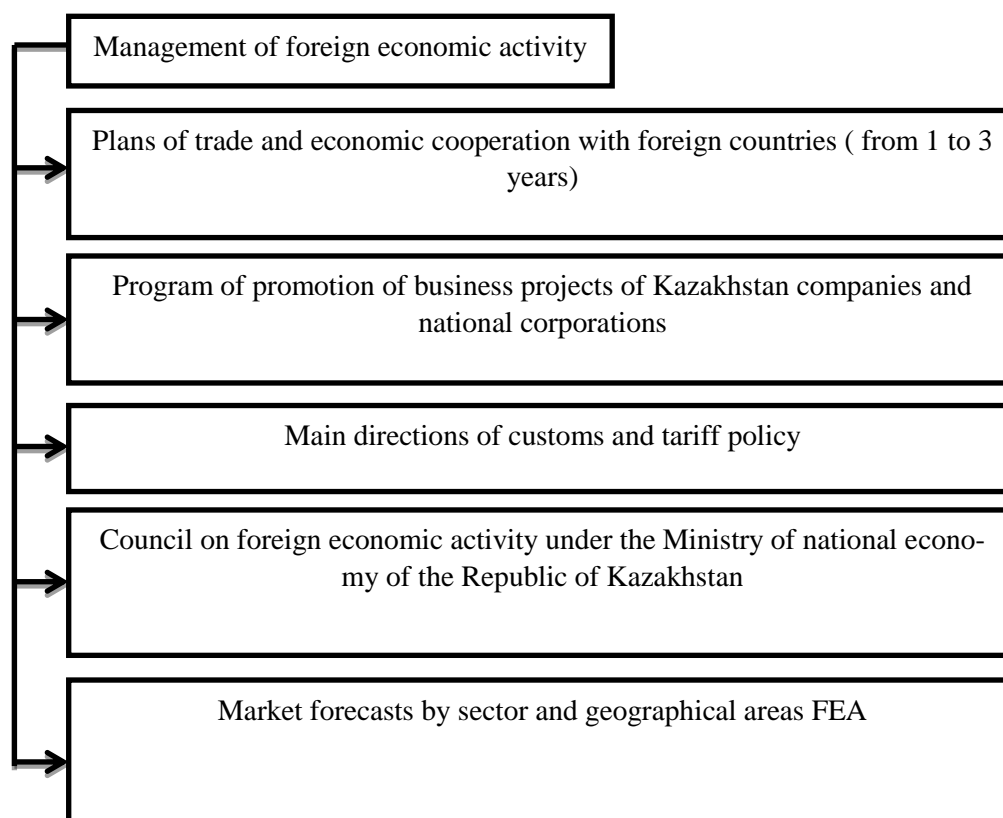 Management of foreign economic activity
Plans of trade and economic cooperation with foreign countries ( from 1 to 3
years)
Program of promotion of business projects of Kazakhstan companies and
national corporations
Main directions of customs and tariff policy
Council on foreign economic activity under the Ministry of national econo-
my of the Republic of Kazakhstan
Market forecasts by sector and geographical areas FEA